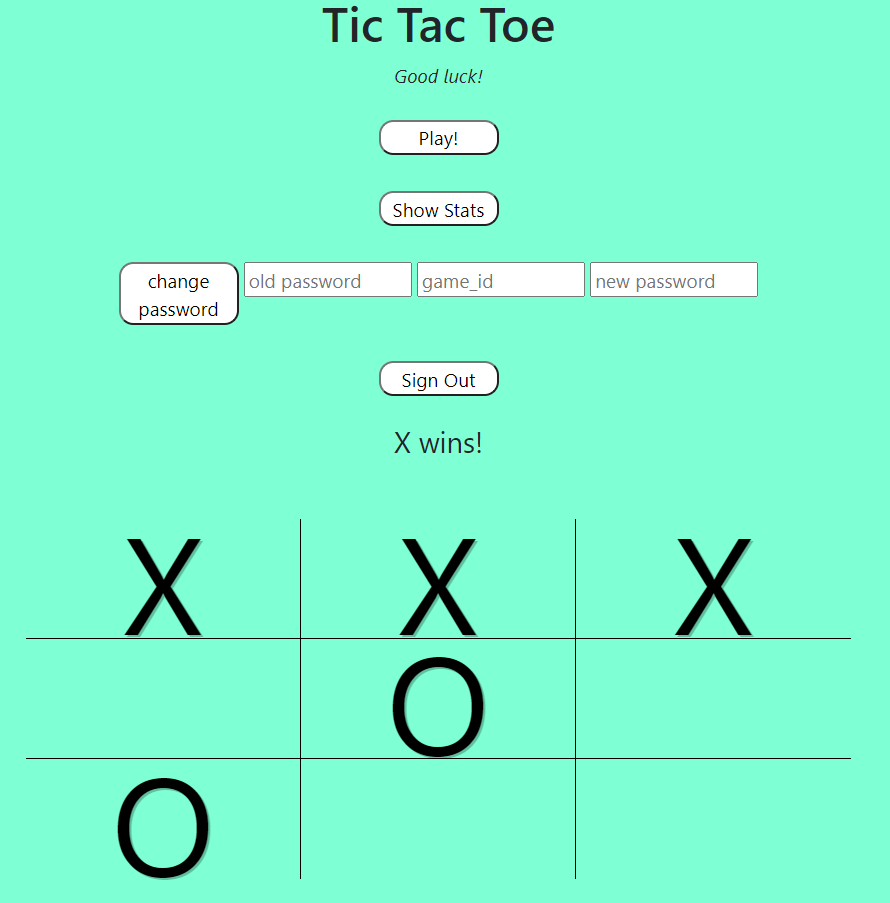 Tic Tac Toe
Good luck!
Play!
Show Stats
change
password
old password
game_id
new password
Sign Out
X wins!
X X X
O
O